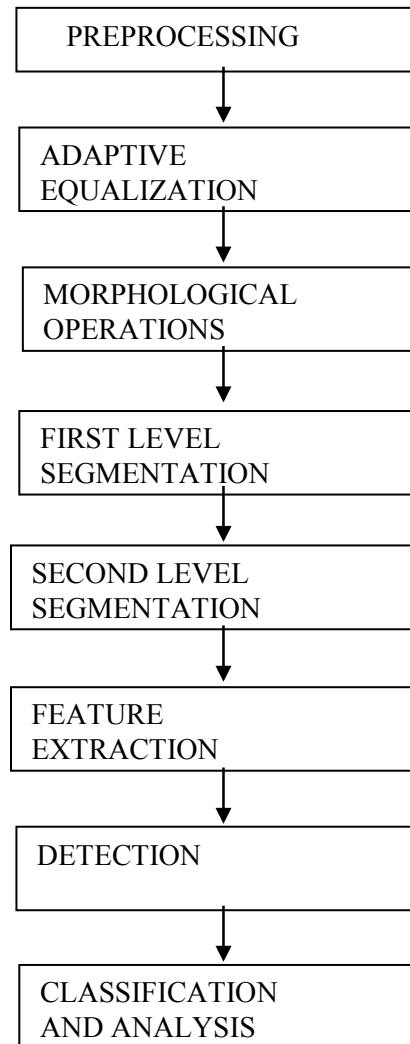 PREPROCESSING
ADAPTIVE
EQUALIZATION
MORPHOLOGICAL
OPERATIONS
FIRST LEVEL
SEGMENTATION
SECOND LEVEL
SEGMENTATION
FEATURE
EXTRACTION
DETECTION
CLASSIFICATION
AND ANALYSIS